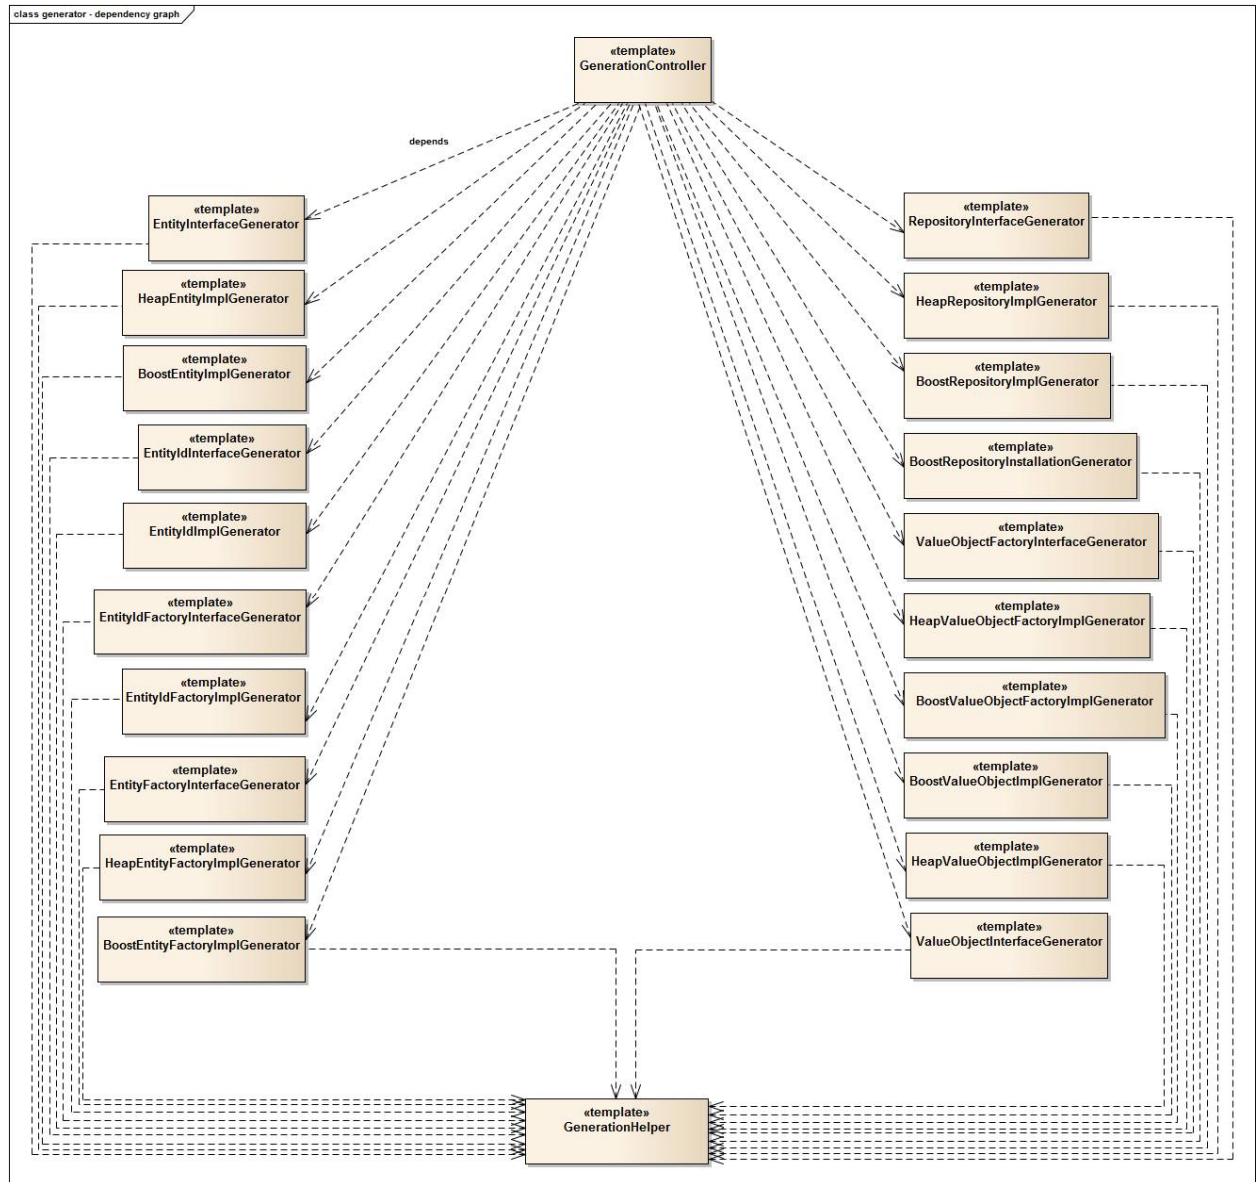 class generator - dependency graph
«template»
GenerationController
depends
«template»
EntityInterfaceGenerator
«template»
HeapEntityImplGenerator
«template»
BoostEntityImplGenerator
«template»
EntityIdInterfaceGenerator
«template»
EntityIdImplGenerator
«template»
EntityIdFactoryInterfaceGenerator
«template»
EntityIdFactoryImplGenerator
«template»
EntityFactoryInterfaceGenerator
«template»
HeapEntityFactoryImplGenerator
«template»
BoostEntityFactoryImplGenerator
«template»
RepositoryInterfaceGenerator
«template»
HeapRepositoryImplGenerator
«template»
BoostRepositoryImplGenerator
«template»
BoostRepositoryInstallationGenerator
«template»
ValueObjectFactoryInterfaceGenerator
«template»
HeapValueObjectFactoryImplGenerator
«template»
BoostValueObjectFactoryImplGenerator
«template»
BoostValueObjectImplGenerator
«template»
HeapValueObjectImplGenerator
«template»
ValueObjectInterfaceGenerator
«template»
GenerationHelper